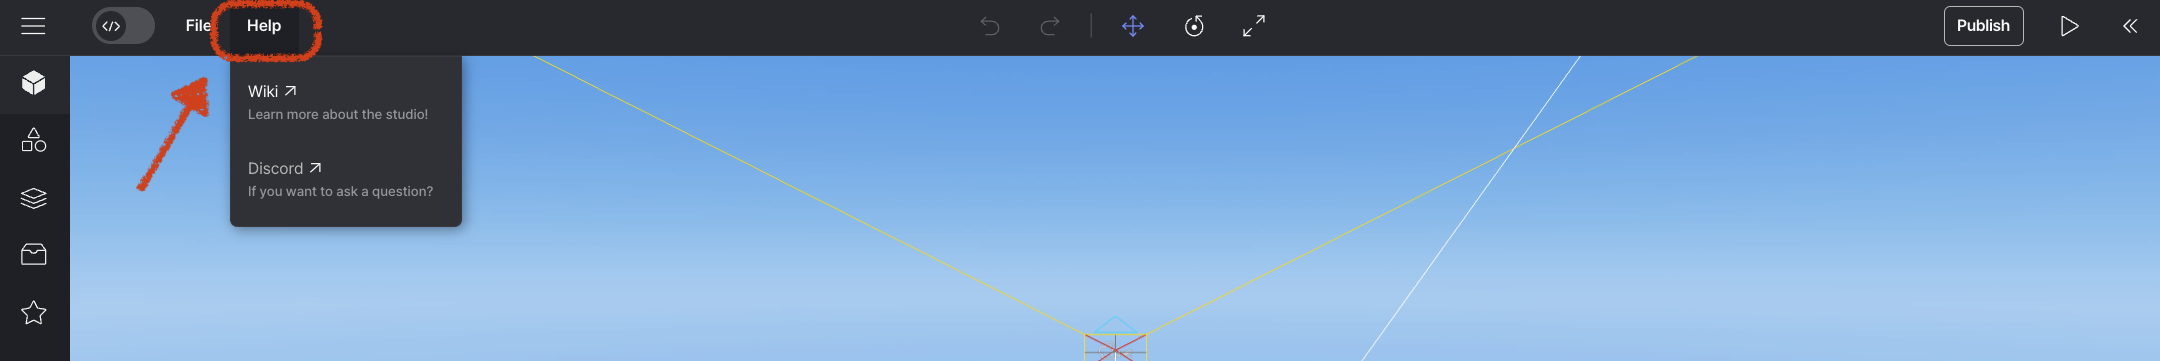 </> File Help Publish
Wiki
Learn more about the studio!
Discord
If you want to ask a question?